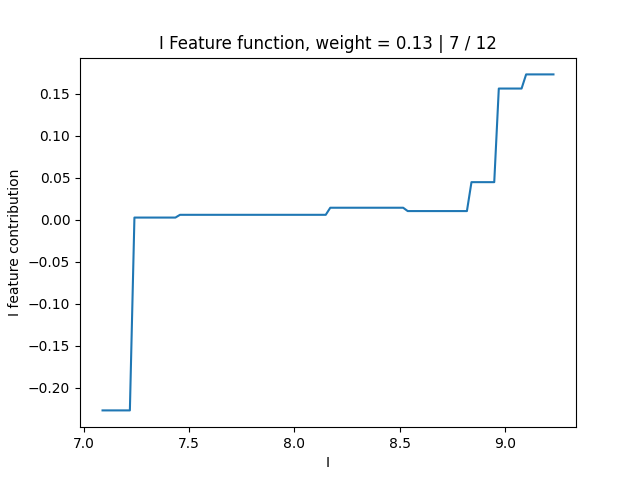 I Feature function, weight = 0.13 | 7 / 12
I feature contribution
0.15
0.10
0.05
0.00
−0.05
−0.10
−0.15
−0.20
7.0 7.5 8.0 8.5 9.0
I